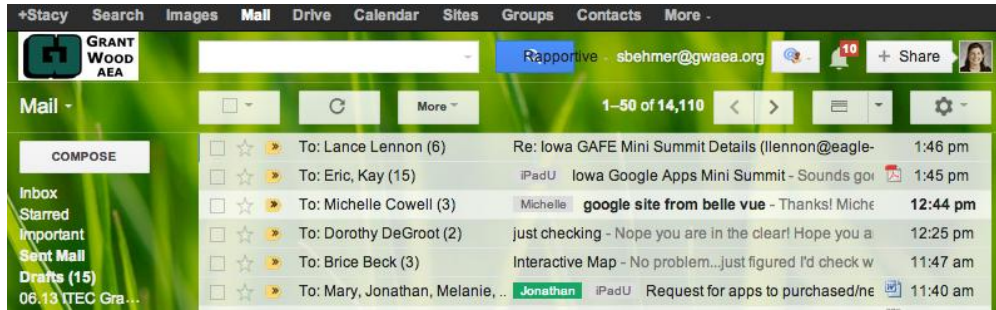 +Stacy Search Images Mail Drive Calendar Sites Groups Contacts More
GRANT
WOOD
AEA
Rapportive sbehmer@gwaea.org 10 + Share
Mail More 1–50 of 14,110
COMPOSE
Inbox
Starred
Important
Sent Mail
Drafts (15)
06.13 ITEC Gra...
To: Lance Lennon (6) Re: Iowa GAFE Mini Summit Details (llennon@eagle- 1:46 pm
To: Eric, Kay (15) iPadU Iowa Google Apps Mini Summit - Sounds 1:45 pm
To: Michelle Cowell (3) Michelle google site from belle vue - Thanks! Miche 12:44 pm
To: Dorothy DeGroot (2) just checking - Nope you are in the clear! Hope you a 12:25 pm
To: Brice Beck (3) Interactive Map - No problem...just figured I'd check w 11:47 am
To: Mary, Jonathan, Melanie, .. Jonathan iPadU Request for apps to purchased/ne 11:40 am